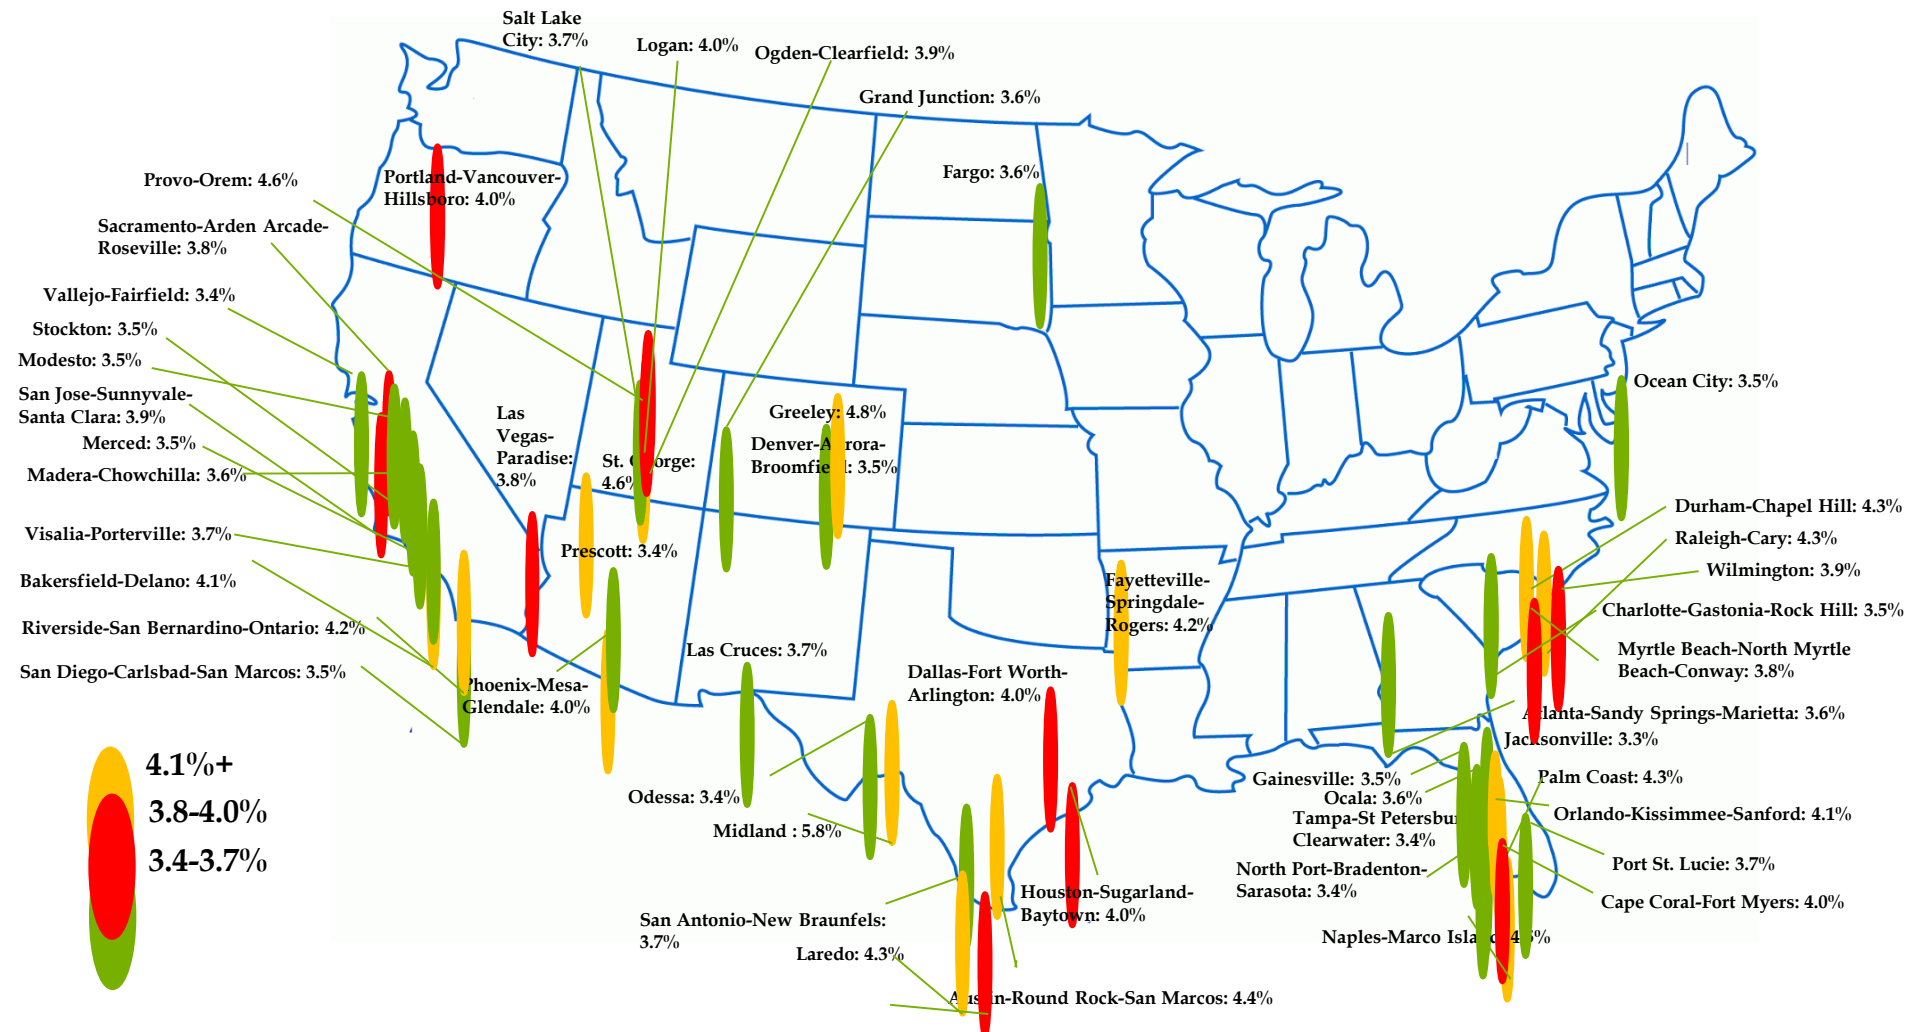 Salt Lake
City: 3.7%
Logan: 4.0%
Ogden-Clearfield: 3.9%
Grand Junction: 3.6%
Fargo: 3.6%
Provo-Orem: 4.6%
Portland-Vancouver-
Hillsboro: 4.0%
Sacramento-Arden Arcade-
Roseville: 3.8%
Vallejo-Fairfield: 3.4%
Stockton: 3.5%
Modesto: 3.5%
San Jose-Sunnyvale-
Santa Clara: 3.9%
Merced: 3.5%
Madera-Chowchilla: 3.6%
Visalia-Porterville: 3.7%
Bakersfield-Delano: 4.1%
Riverside-San Bernardino-Ontario: 4.2%
San Diego-Carlsbad-San Marcos: 3.5%
Las
Vegas-
Paradise:
3.8%
St. George:
4.6%
Greeley: 4.8%
Denver-Aurora-
Broomfield: 3.5%
Prescott: 3.4%
Phoenix-Mesa-
Glendale: 4.0%
Las Cruces: 3.7%
Fayetteville-
Springdale-
Rogers: 4.2%
Dallas-Fort Worth-
Arlington: 4.0%
Odessa: 3.4%
Midland : 5.8%
San Antonio-New Braunfels:
3.7%
Laredo: 4.3%
Austin-Round Rock-San Marcos: 4.4%
Houston-Sugarland-
Baytown: 4.0%
Ocean City: 3.5%
Durham-Chapel Hill: 4.3%
Raleigh-Cary: 4.3%
Wilmington: 3.9%
Charlotte-Gastonia-Rock Hill: 3.5%
Myrtle Beach-North Myrtle
Beach-Conway: 3.8%
Atlanta-Sandy Springs-Marietta: 3.6%
Jacksonville: 3.3%
Gainesville: 3.5%
Palm Coast: 4.3%
Ocala: 3.6%
Orlando-Kissimmee-Sanford: 4.1%
Tampa-St Petersbur
Clearwater: 3.4%
Port St. Lucie: 3.7%
North Port-Bradenton-
Sarasota: 3.4%
Cape Coral-Fort Myers: 4.0%
Naples-Marco Island: 4.6%
4.1%+
3.8-4.0%
3.4-3.7%